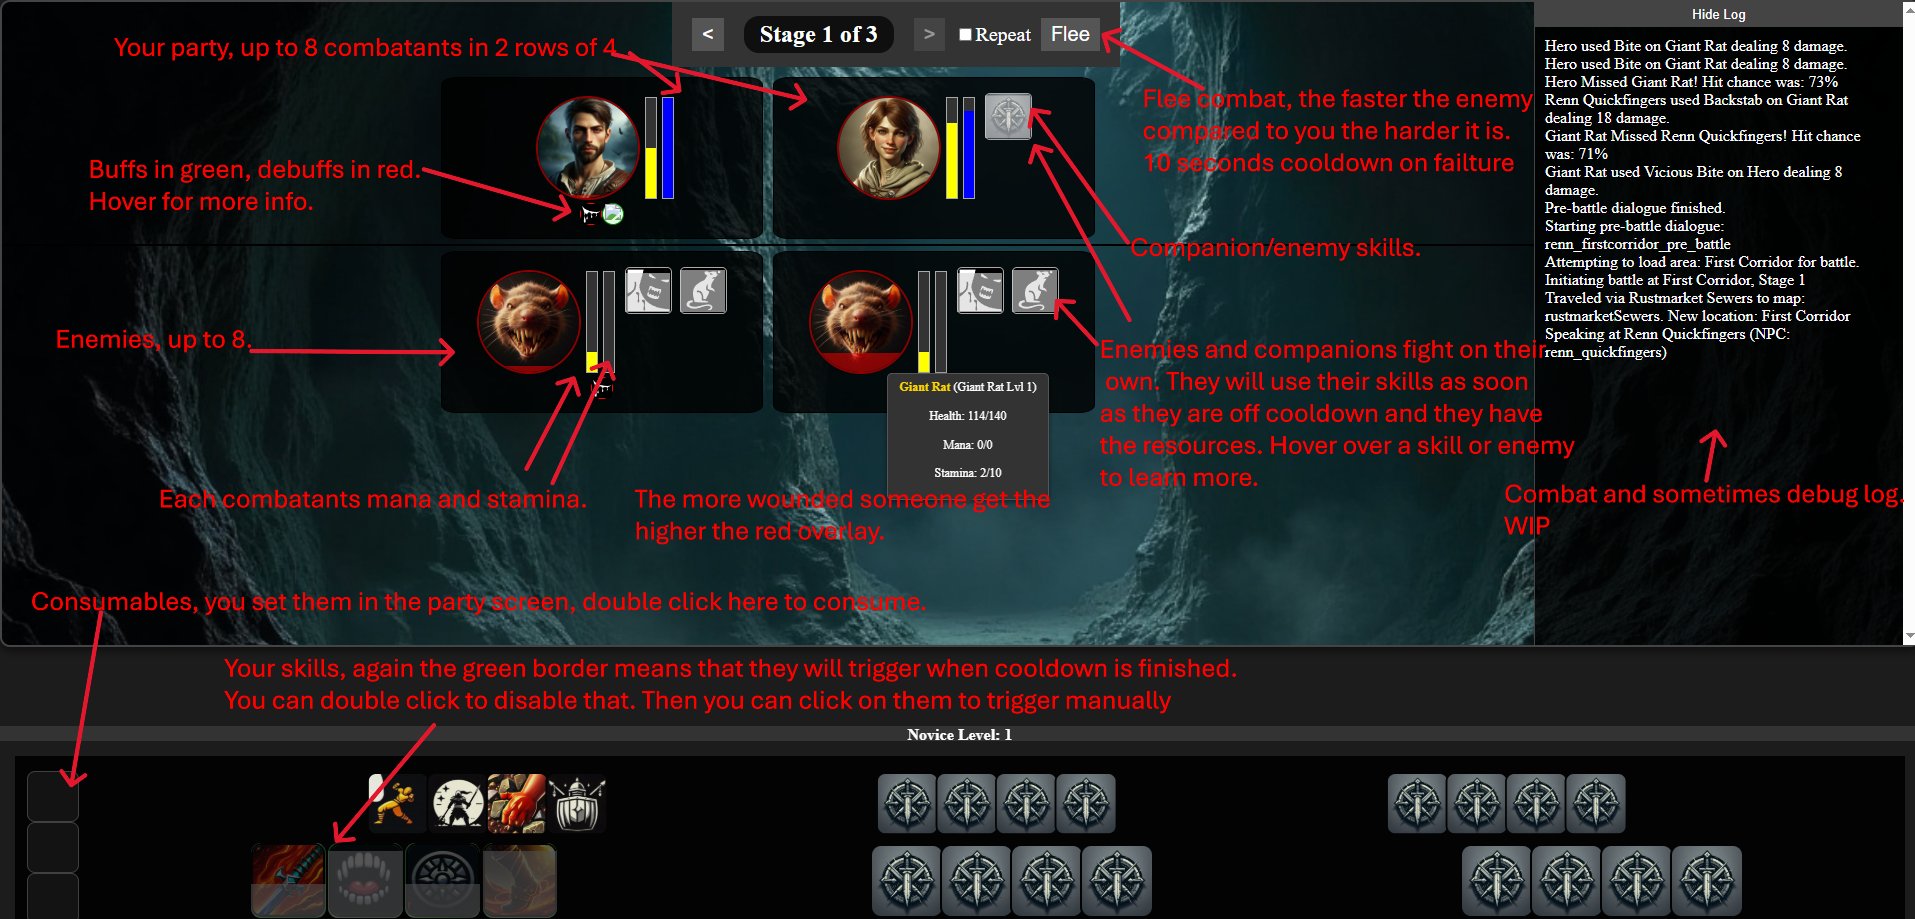 Hide Log
<
Stage 1 of 3
>
Repeat
Flee
Your party, up to 8 combatants in 2 rows of 4
Flee combat, the faster the enemy
compared to you the harder it is.
10 seconds cooldown on failture
Buffs in green, debuffs in red.
Hover for more info.
Companion/enemy skills.
Enemies, up to 8.
Enemies and companions fight on their
own. They will use their skills as soon
as they are off cooldown and they have
the resources. Hover over a skill or enemy
to learn more.
Giant Rat (Giant Rat Lvl 1)
Health: 114/140
Mana: 0/0
Stamina: 2/10
Each combatants mana and stamina.
The more wounded someone get the
higher the red overlay.
Hero used Bite on Giant Rat dealing 8 damage.
Hero used Bite on Giant Rat dealing 8 damage.
Hero Missed Giant Rat! Hit chance was: 73%
Renn Quickfingers used Backstab on Giant Rat
dealing 18 damage.
Giant Rat Missed Renn Quickfingers! Hit chance
was: 71%
Giant Rat used Vicious Bite on Hero dealing 8
damage.
Pre-battle dialogue finished.
Starting pre-battle dialogue:
renn_firstcorridor_pre_battle
Attempting to load area: First Corridor for battle.
Initiating battle at First Corridor, Stage 1
Traveled via Rustmarket Sewers to map:
rustmarketSewers. New location: First Corridor
Speaking at Renn Quickfingers (NPC:
renn_quickfingers)
Combat and sometimes debug log.
WIP
Consumables, you set them in the party screen, double click here to consume.
Your skills, again the green border means that they will trigger when cooldown is finished.
You can double click to disable that. Then you can click on them to trigger manually
Novice Level: 1